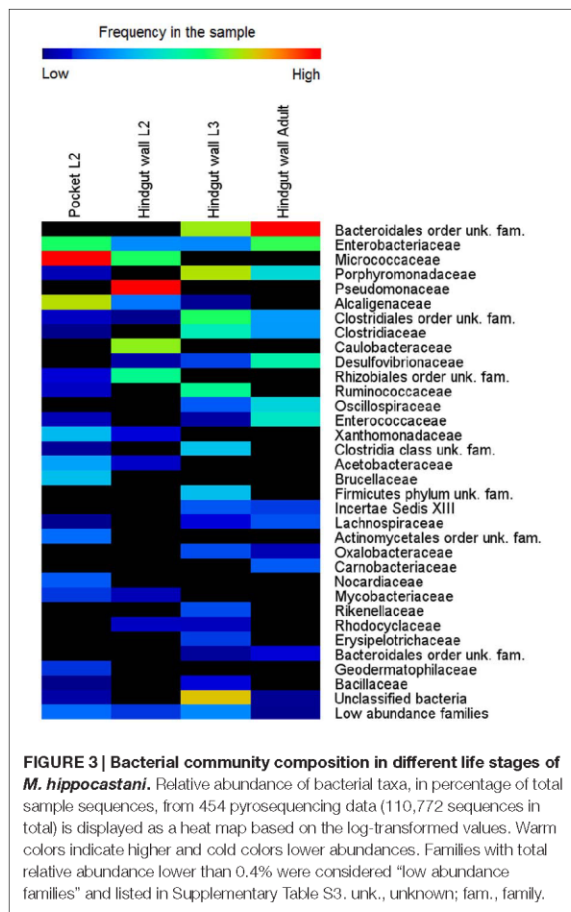 Frequency in the sample
Low High
Pocket L2
Hindgut wall L2
Hindgut wall L3
Hindgut wall Adult
Bacteroidales order unk. fam.
Enterobacteriaceae
Micrococcaceae
Porphyromonadaceae
Pseudomonaceae
Alcaligenaceae
Clostridiales order unk. fam.
Clostridiaceae
Caulobacteraceae
Desulfovibrionaceae
Rhizobiales order unk. fam.
Ruminococcaceae
Oscillospiraceae
Enterococcaceae
Xanthomonadaceae
Clostridia class unk. fam.
Acetobacteraceae
Brucellaceae
Firmicutes phylum unk. fam.
Incertae Sedis XIII
Lachnospiraceae
Actinomycetales order unk. fam.
Oxalobacteraceae
Carnobacteriaceae
Nocardiaceae
Mycobacteriaceae
Rikenellaceae
Rhodocyclaceae
Erysipelotrichaceae
Bacteroidales order unk. fam.
Geodermatophilaceae
Bacillaceae
Unclassified bacteria
Low abundance families
FIGURE 3 | Bacterial community composition in different life stages of
M. hippocastani. Relative abundance of bacterial taxa, in percentage of total
sample sequences, from 454 pyrosequencing data (110,772 sequences in
total) is displayed as a heat map based on the log-transformed values. Warm
colors indicate higher and cold colors lower abundances. Families with total
relative abundance lower than 0.4% were considered “low abundance
families” and listed in Supplementary Table S3. unk., unknown; fam., family.